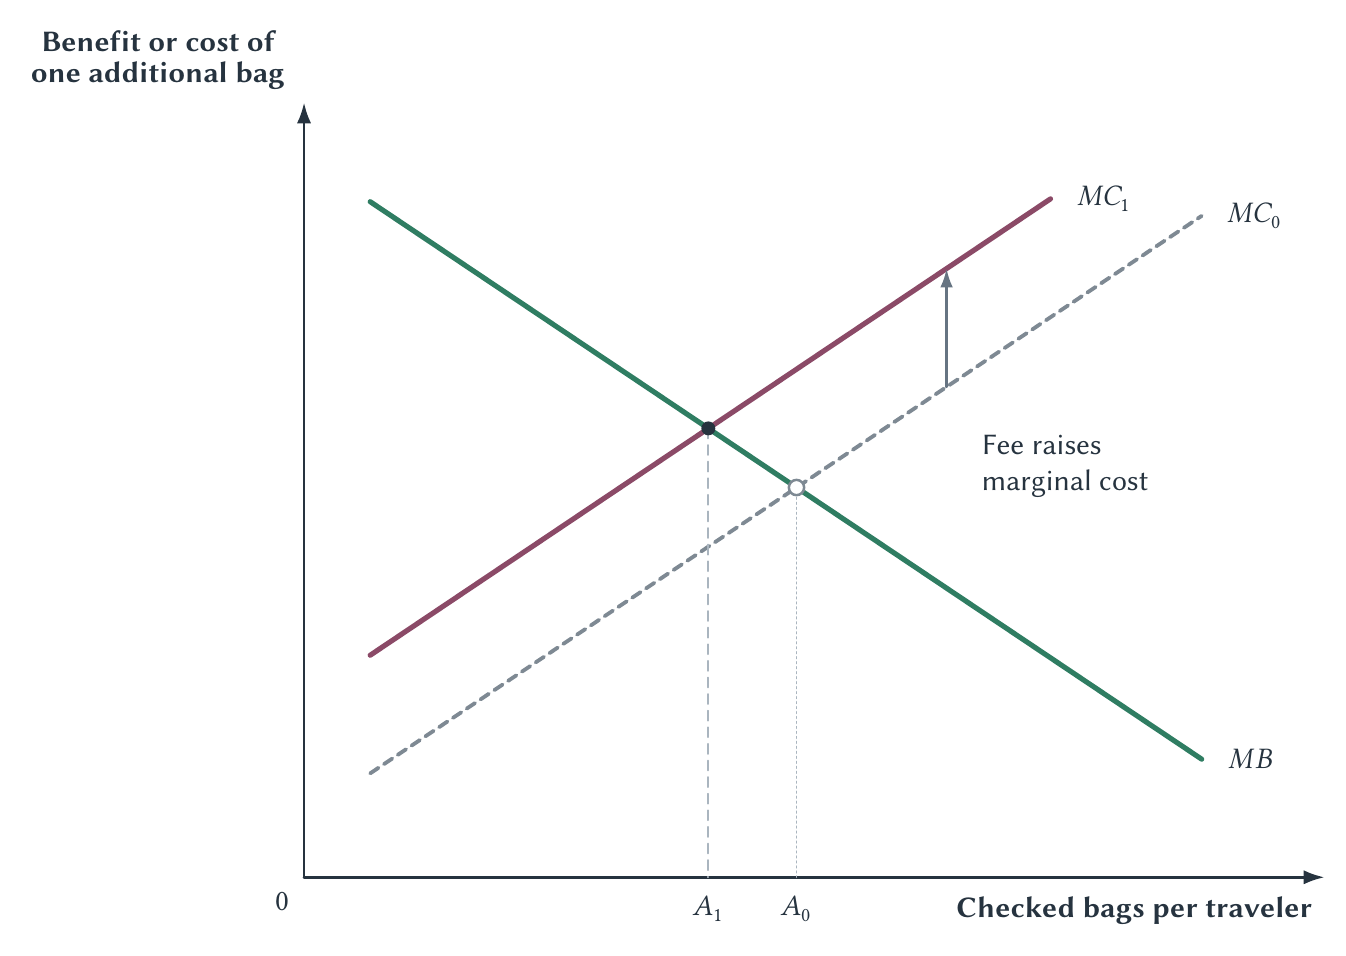 Benefit or cost of
one additional bag
MC₁
MC₀
Fee raises
marginal cost
MB
0
A₁
A₀
Checked bags per traveler